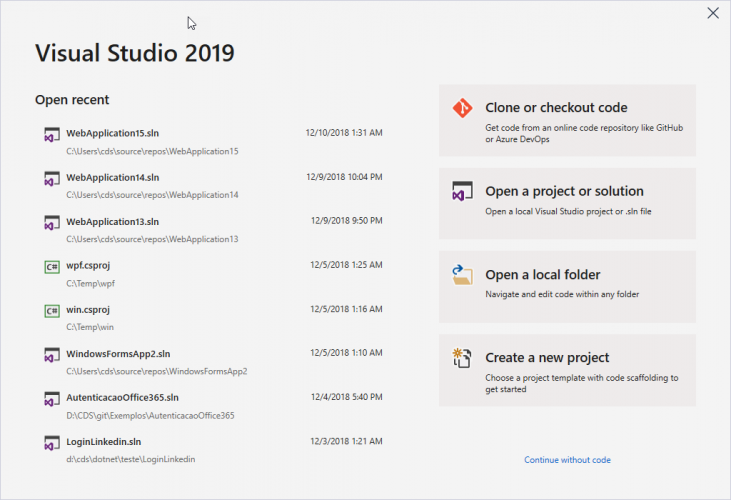 Visual Studio 2019
Open recent
WebApplication15.sln 12/10/2018 1:31 AM
C:\Users\cds\source\repos\WebApplication15
WebApplication14.sln 12/9/2018 10:04 PM
C:\Users\cds\source\repos\WebApplication14
WebApplication13.sln 12/9/2018 9:50 PM
C:\Users\cds\source\repos\WebApplication13
C# wpf.csproj 12/5/2018 1:25 AM
C:\Temp\wpf
C# win.csproj 12/5/2018 1:16 AM
C:\Temp\win
WindowsFormsApp2.sln 12/5/2018 1:10 AM
C:\Users\cds\source\repos\WindowsFormsApp2
AutenticacaoOffice365.sln 12/4/2018 5:40 PM
D:\CDS\git\Exemplos\AutenticacaoOffice365
LoginLinkedin.sln 12/3/2018 1:21 AM
d:\cds\dotnet\teste\LoginLinkedin
Clone or checkout code
Get code from an online code repository like GitHub
or Azure DevOps
Open a project or solution
Open a local Visual Studio project or .sln file
Open a local folder
Navigate and edit code within any folder
Create a new project
Choose a project template with code scaffolding to
get started
Continue without code